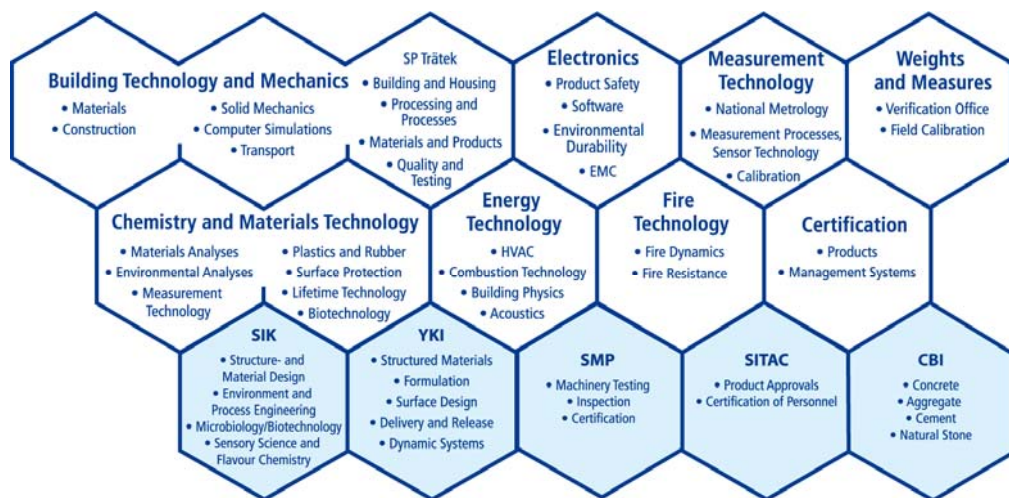 Building Technology and Mechanics
• Materials
• Construction
• Solid Mechanics
• Computer Simulations
• Transport
SP Trätek
• Building and Housing
• Processing and
Processes
• Materials and Products
• Quality and
Testing
Electronics
• Product Safety
• Software
• Environmental
Durability
• EMC
Measurement
Technology
• National Metrology
• Measurement Processes,
Sensor Technology
• Calibration
Weights
and Measures
• Verification Office
• Field Calibration
Chemistry and Materials Technology
• Materials Analyses
• Environmental Analyses
• Measurement
Technology
• Plastics and Rubber
• Surface Protection
• Lifetime Technology
• Biotechnology
Energy
Technology
• HVAC
• Combustion Technology
• Building Physics
• Acoustics
Fire
Technology
• Fire Dynamics
• Fire Resistance
Certification
• Products
• Management Systems
SIK
• Structure- and
Material Design
• Environment and
Process Engineering
• Microbiology/Biotechnology
• Sensory Science and
Flavour Chemistry
YKI
• Structured Materials
• Formulation
• Surface Design
• Delivery and Release
• Dynamic Systems
SMP
• Machinery Testing
• Inspection
• Certification
SITAC
• Product Approvals
• Certification of Personnel
CBI
• Concrete
• Aggregate
• Cement
• Natural Stone